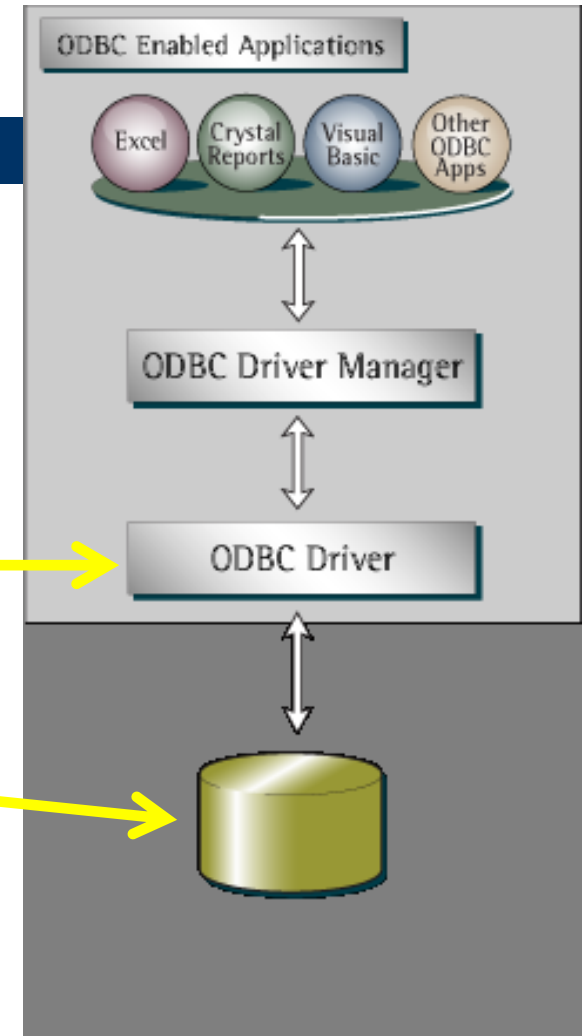 ODBC Enabled Applications
Excel
Crystal
Reports
Visual
Basic
Other
ODBC
Apps
ODBC Driver Manager
ODBC Driver